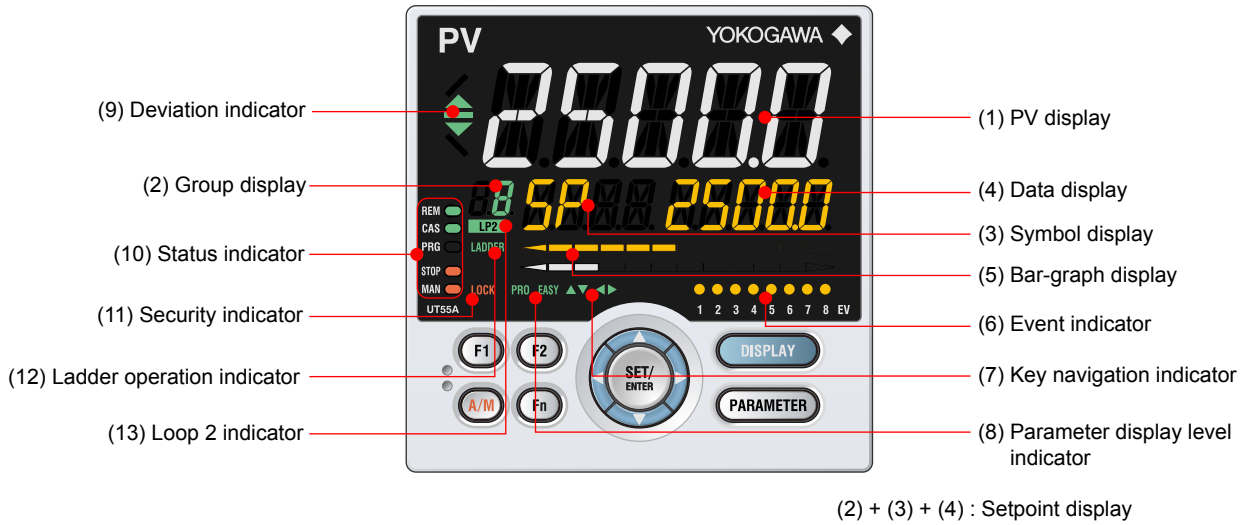 PV
YOKOGAWA
2500.0
(9) Deviation indicator
(1) PV display
(2) Group display
8 SP 2500.0
(4) Data display
REM
CAS
LP2
(3) Symbol display
PRG
LADDER
(10) Status indicator
(5) Bar-graph display
STOP
MAN
LOCK
PRO
EASY
(11) Security indicator
UT55A
1 2 3 4 5 6 7 8 EV
(6) Event indicator
F1
F2
DISPLAY
(12) Ladder operation indicator
SET/
ENTER
(7) Key navigation indicator
A/M
Fn
PARAMETER
(13) Loop 2 indicator
(8) Parameter display level
indicator
(2) + (3) + (4) : Setpoint display